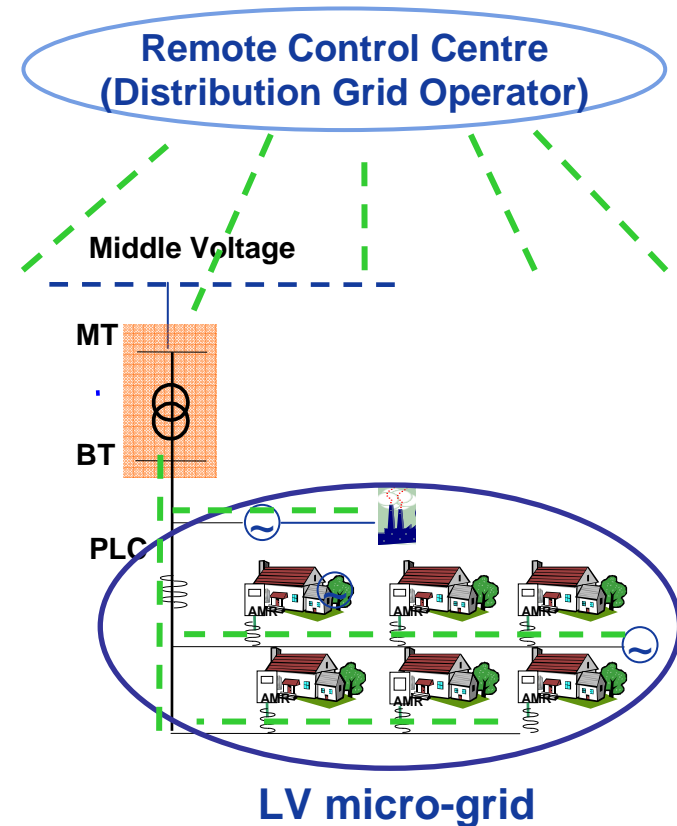 Remote Control Centre
(Distribution Grid Operator)
Middle Voltage
MT
BT
PLC
~
~
AMR
AMR
AMR
~
AMR
AMR
AMR
LV micro-grid